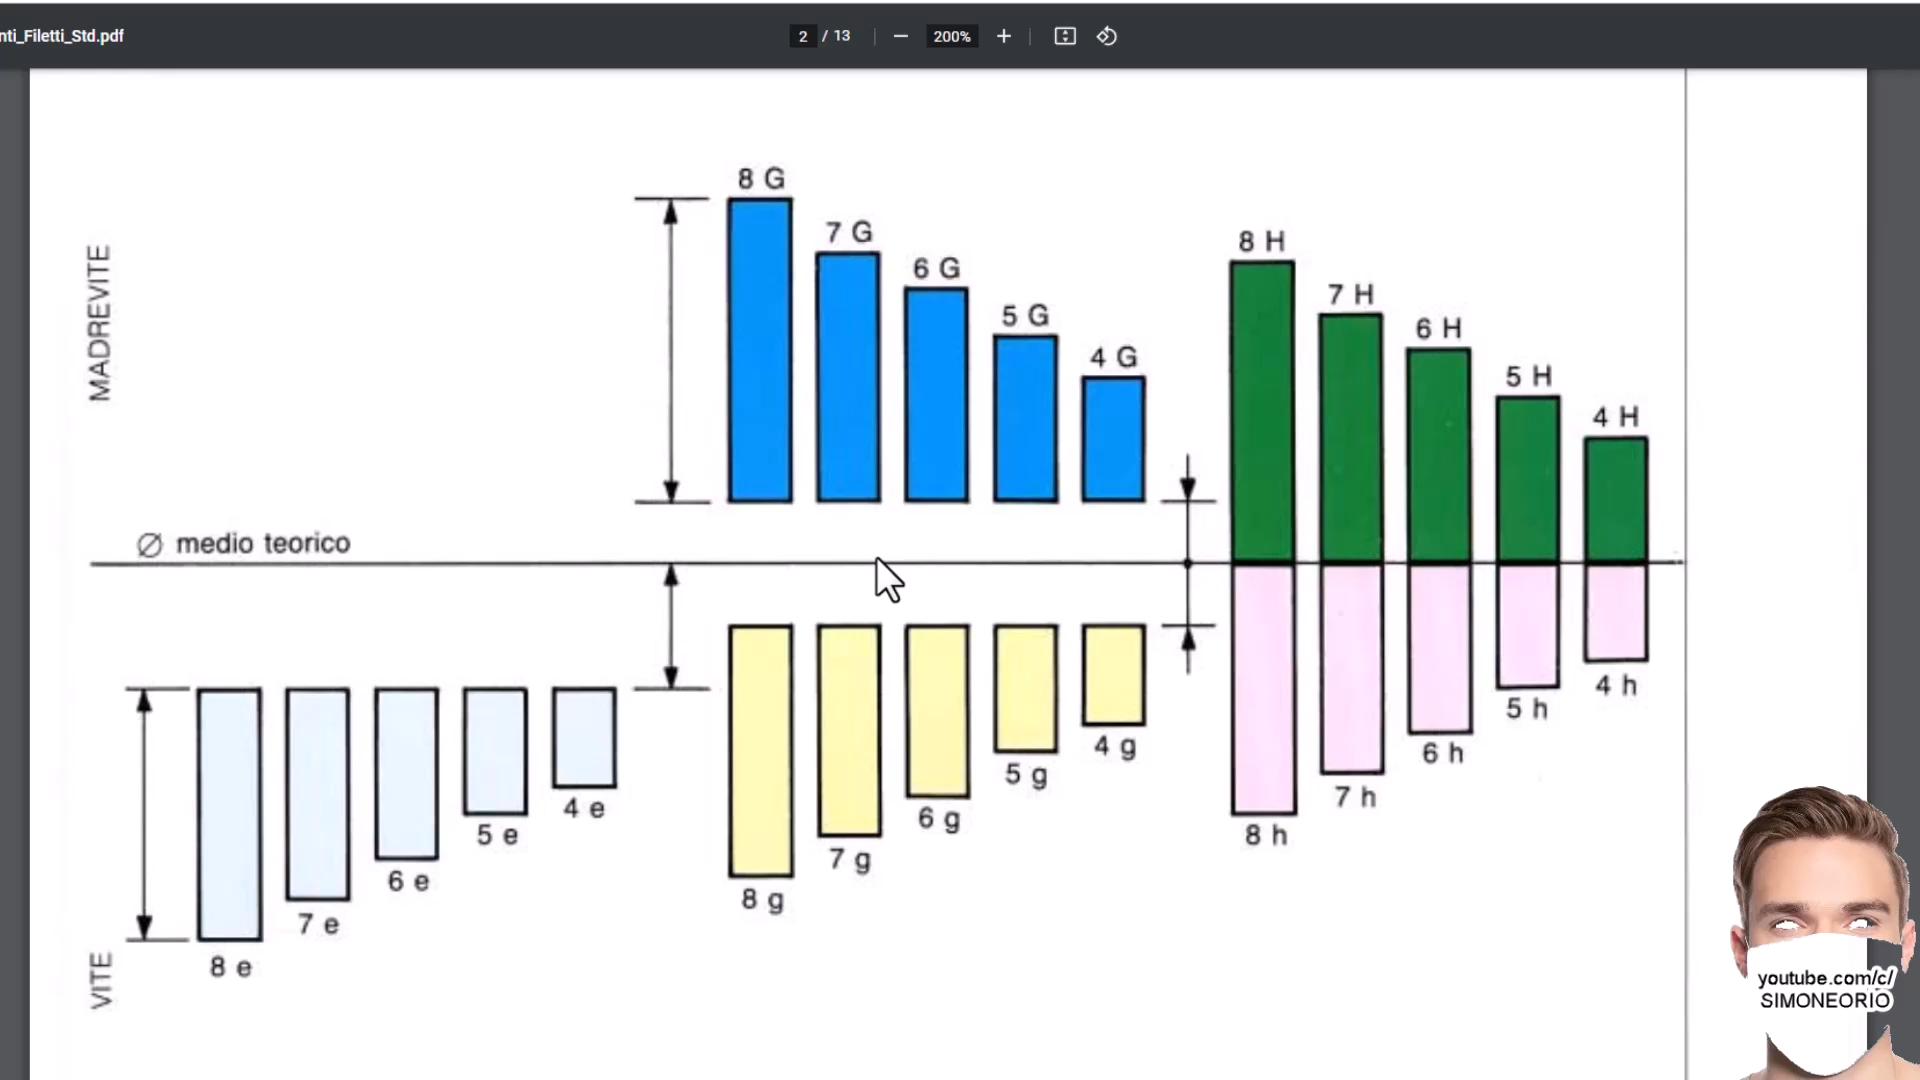 nti_Filetti_Std.pdf
2 / 13
200%
8 G
7 G
6 G
5 G
4 G
8 H
7 H
6 H
5 H
4 H
MADREVITE
∅ medio teorico
8 e
7 e
6 e
5 e
4 e
8 g
7 g
6 g
5 g
4 g
8 h
7 h
6 h
5 h
4 h
VITE
youtube.com/c/
SIMONEORIO